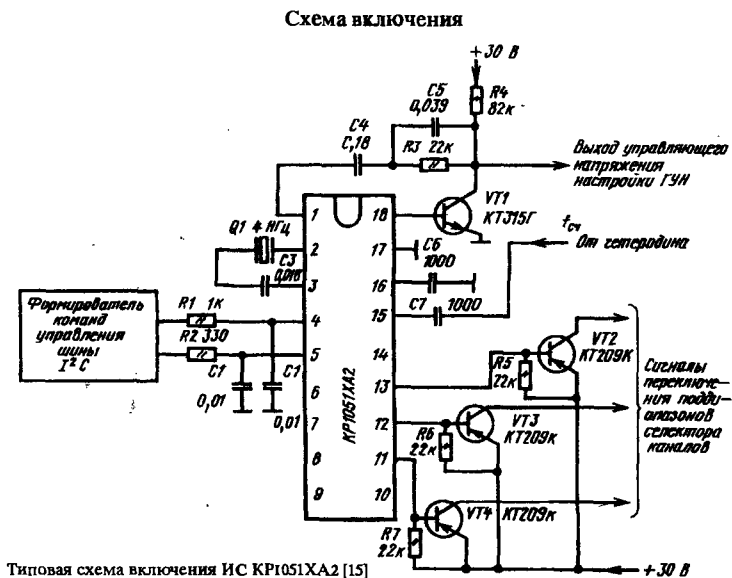 Схема включения
+30 В
C5
0,039
R4
82к
C4
С,18
R3 22к
Выход управляющего
напряжения
настройки ГУН
VT1
КТ315Г
1
18
Q1 4 НГц
2
17
C6
1000
fсч
От гетеродина
C3
0,018
3
16
C7
1000
15
Формирователь
команд
управления
шины
I²C
R1 1к
4
R2 330
5
C1
C1
0,01
0,01
14
VT2
КТ209К
R5
22к
13
6
7
КР1051ХА2
12
VT3
КТ209К
R6
22к
Сигналы
переключе-
ния подди-
апазонов
селектора
каналов
8
11
9
10
VT4
КТ209К
R7
22к
+30 В
Типовая схема включения ИС КР1051ХА2 [15]